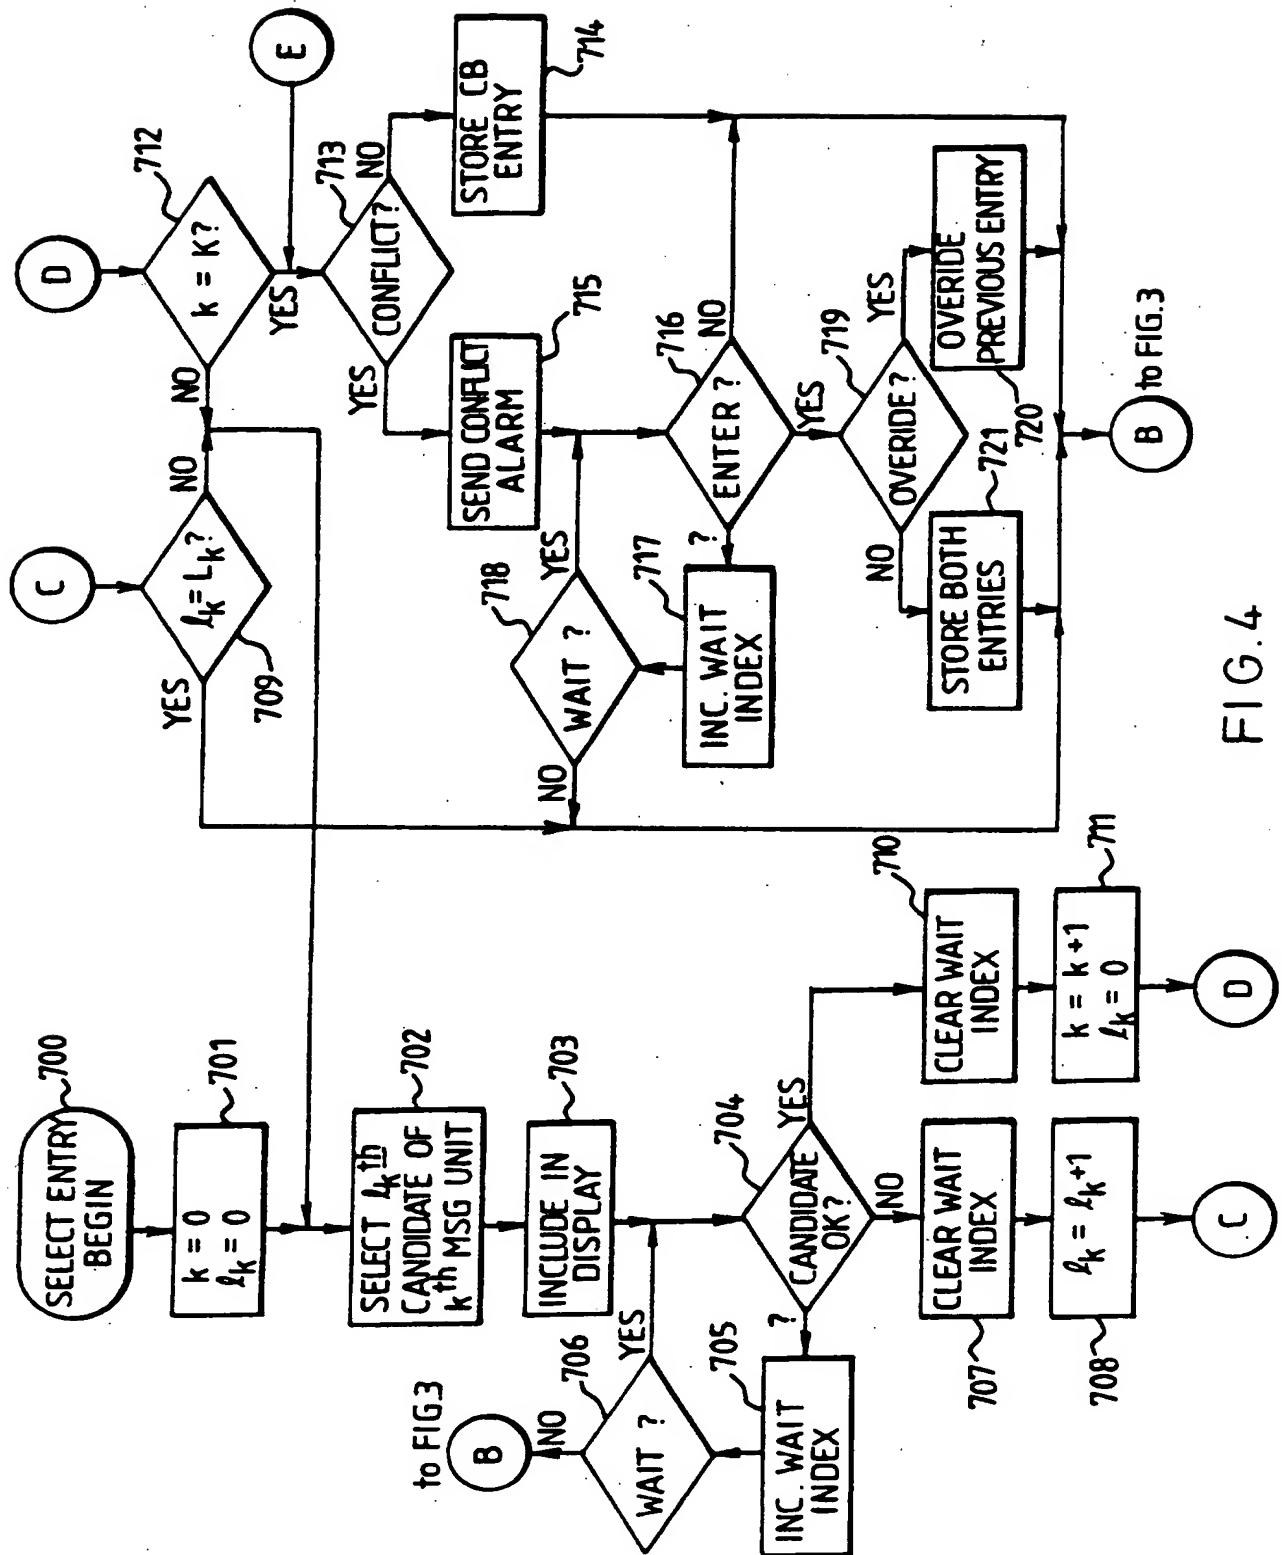 SELECT ENTRY
BEGIN
700
k = 0
ℓk = 0
701
SELECT ℓk th
CANDIDATE OF
k th MSG UNIT
702
INCLUDE IN
DISPLAY
703
CANDIDATE
OK?
704
YES
NO
?
INC. WAIT
INDEX
705
WAIT ?
706
YES
NO
B
to FIG.3
CLEAR WAIT
INDEX
707
ℓk = ℓk+1
708
C
CLEAR WAIT
INDEX
710
k = k+1
ℓk = 0
711
D
C
ℓk = Lk?
709
YES
NO
D
k = K?
712
NO
YES
E
CONFLICT?
713
YES
NO
STORE CB
ENTRY
714
SEND CONFLICT
ALARM
715
ENTER ?
716
NO
YES
?
INC. WAIT
INDEX
717
WAIT ?
718
YES
NO
OVERIDE?
719
NO
YES
STORE BOTH
ENTRIES
721
OVERIDE
PREVIOUS ENTRY
720
B
to FIG.3
FIG.4